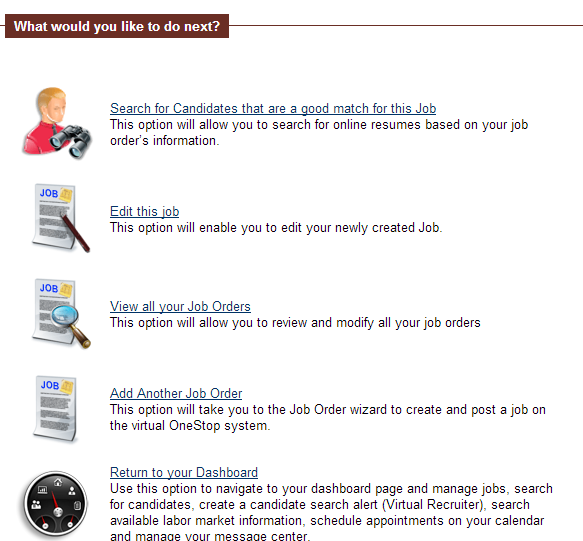 What would you like to do next?
Search for Candidates that are a good match for this Job
This option will allow you to search for online resumes based on your job
order's information.
JOB
Edit this job
This option will enable you to edit your newly created Job.
JOB
View all your Job Orders
This option will allow you to review and modify all your job orders
JOB
Add Another Job Order
This option will take you to the Job Order wizard to create and post a job on
the virtual OneStop system.
Return to your Dashboard
Use this option to navigate to your dashboard page and manage jobs, search
for candidates, create a candidate search alert (Virtual Recruiter), search
available labor market information, schedule appointments on your calendar
and manage your message center.